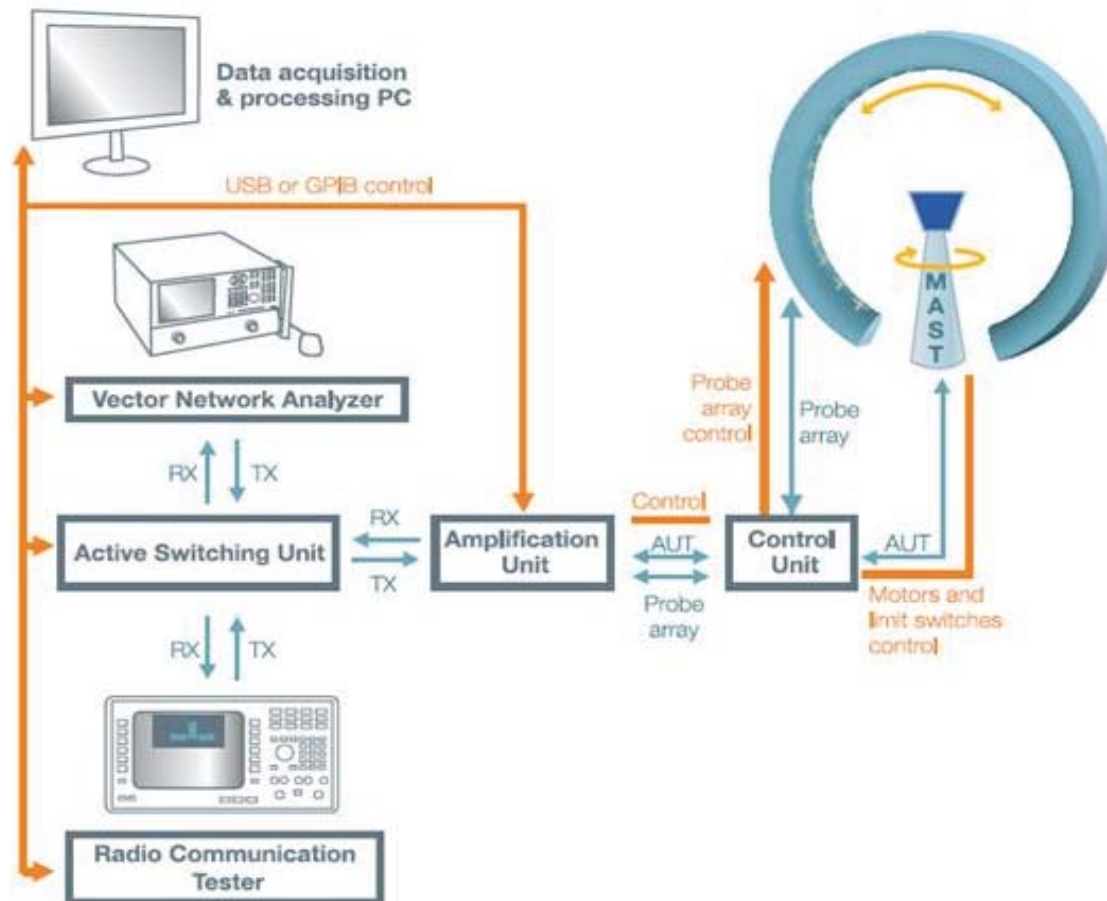 Data acquisition
& processing PC
USB or GPIB control
Vector Network Analyzer
RX
TX
Active Switching Unit
RX
TX
Amplification
Unit
Control
AUT
Probe
array
Control
Unit
Probe
array
control
Probe
array
MAST
AUT
Motors and
limit switches
control
RX
TX
Radio Communication
Tester